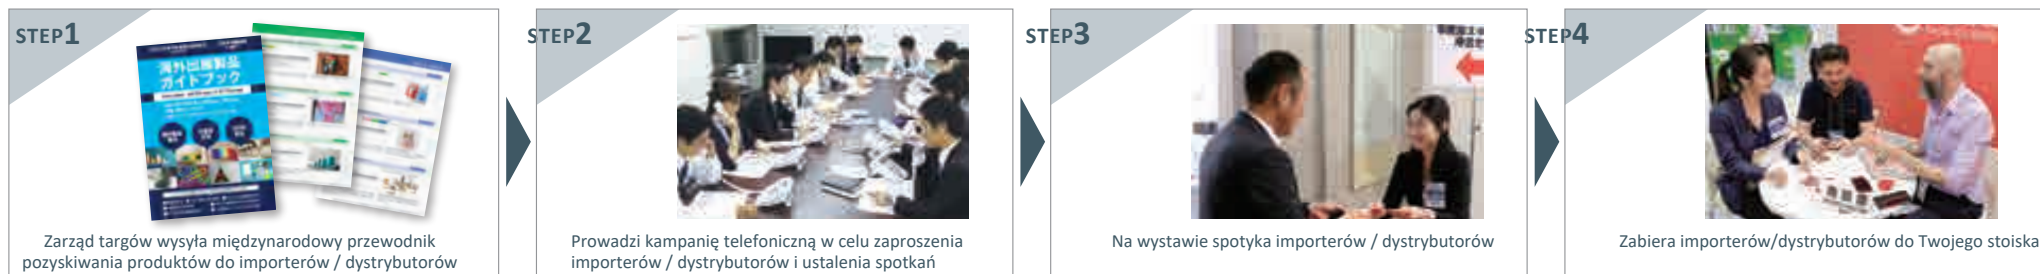 STEP1
海外出展製品
ガイドブック
Zarząd targów wysyła międzynarodowy przewodnik
pozyskiwania produktów do importerów / dystrybutorów
STEP2
Prowadzi kampanię telefoniczną w celu zaproszenia
importerów / dystrybutorów i ustalenia spotkań
STEP3
Na wystawie spotyka importerów / dystrybutorów
STEP4
Zabiera importerów/dystrybutorów do Twojego stoiska